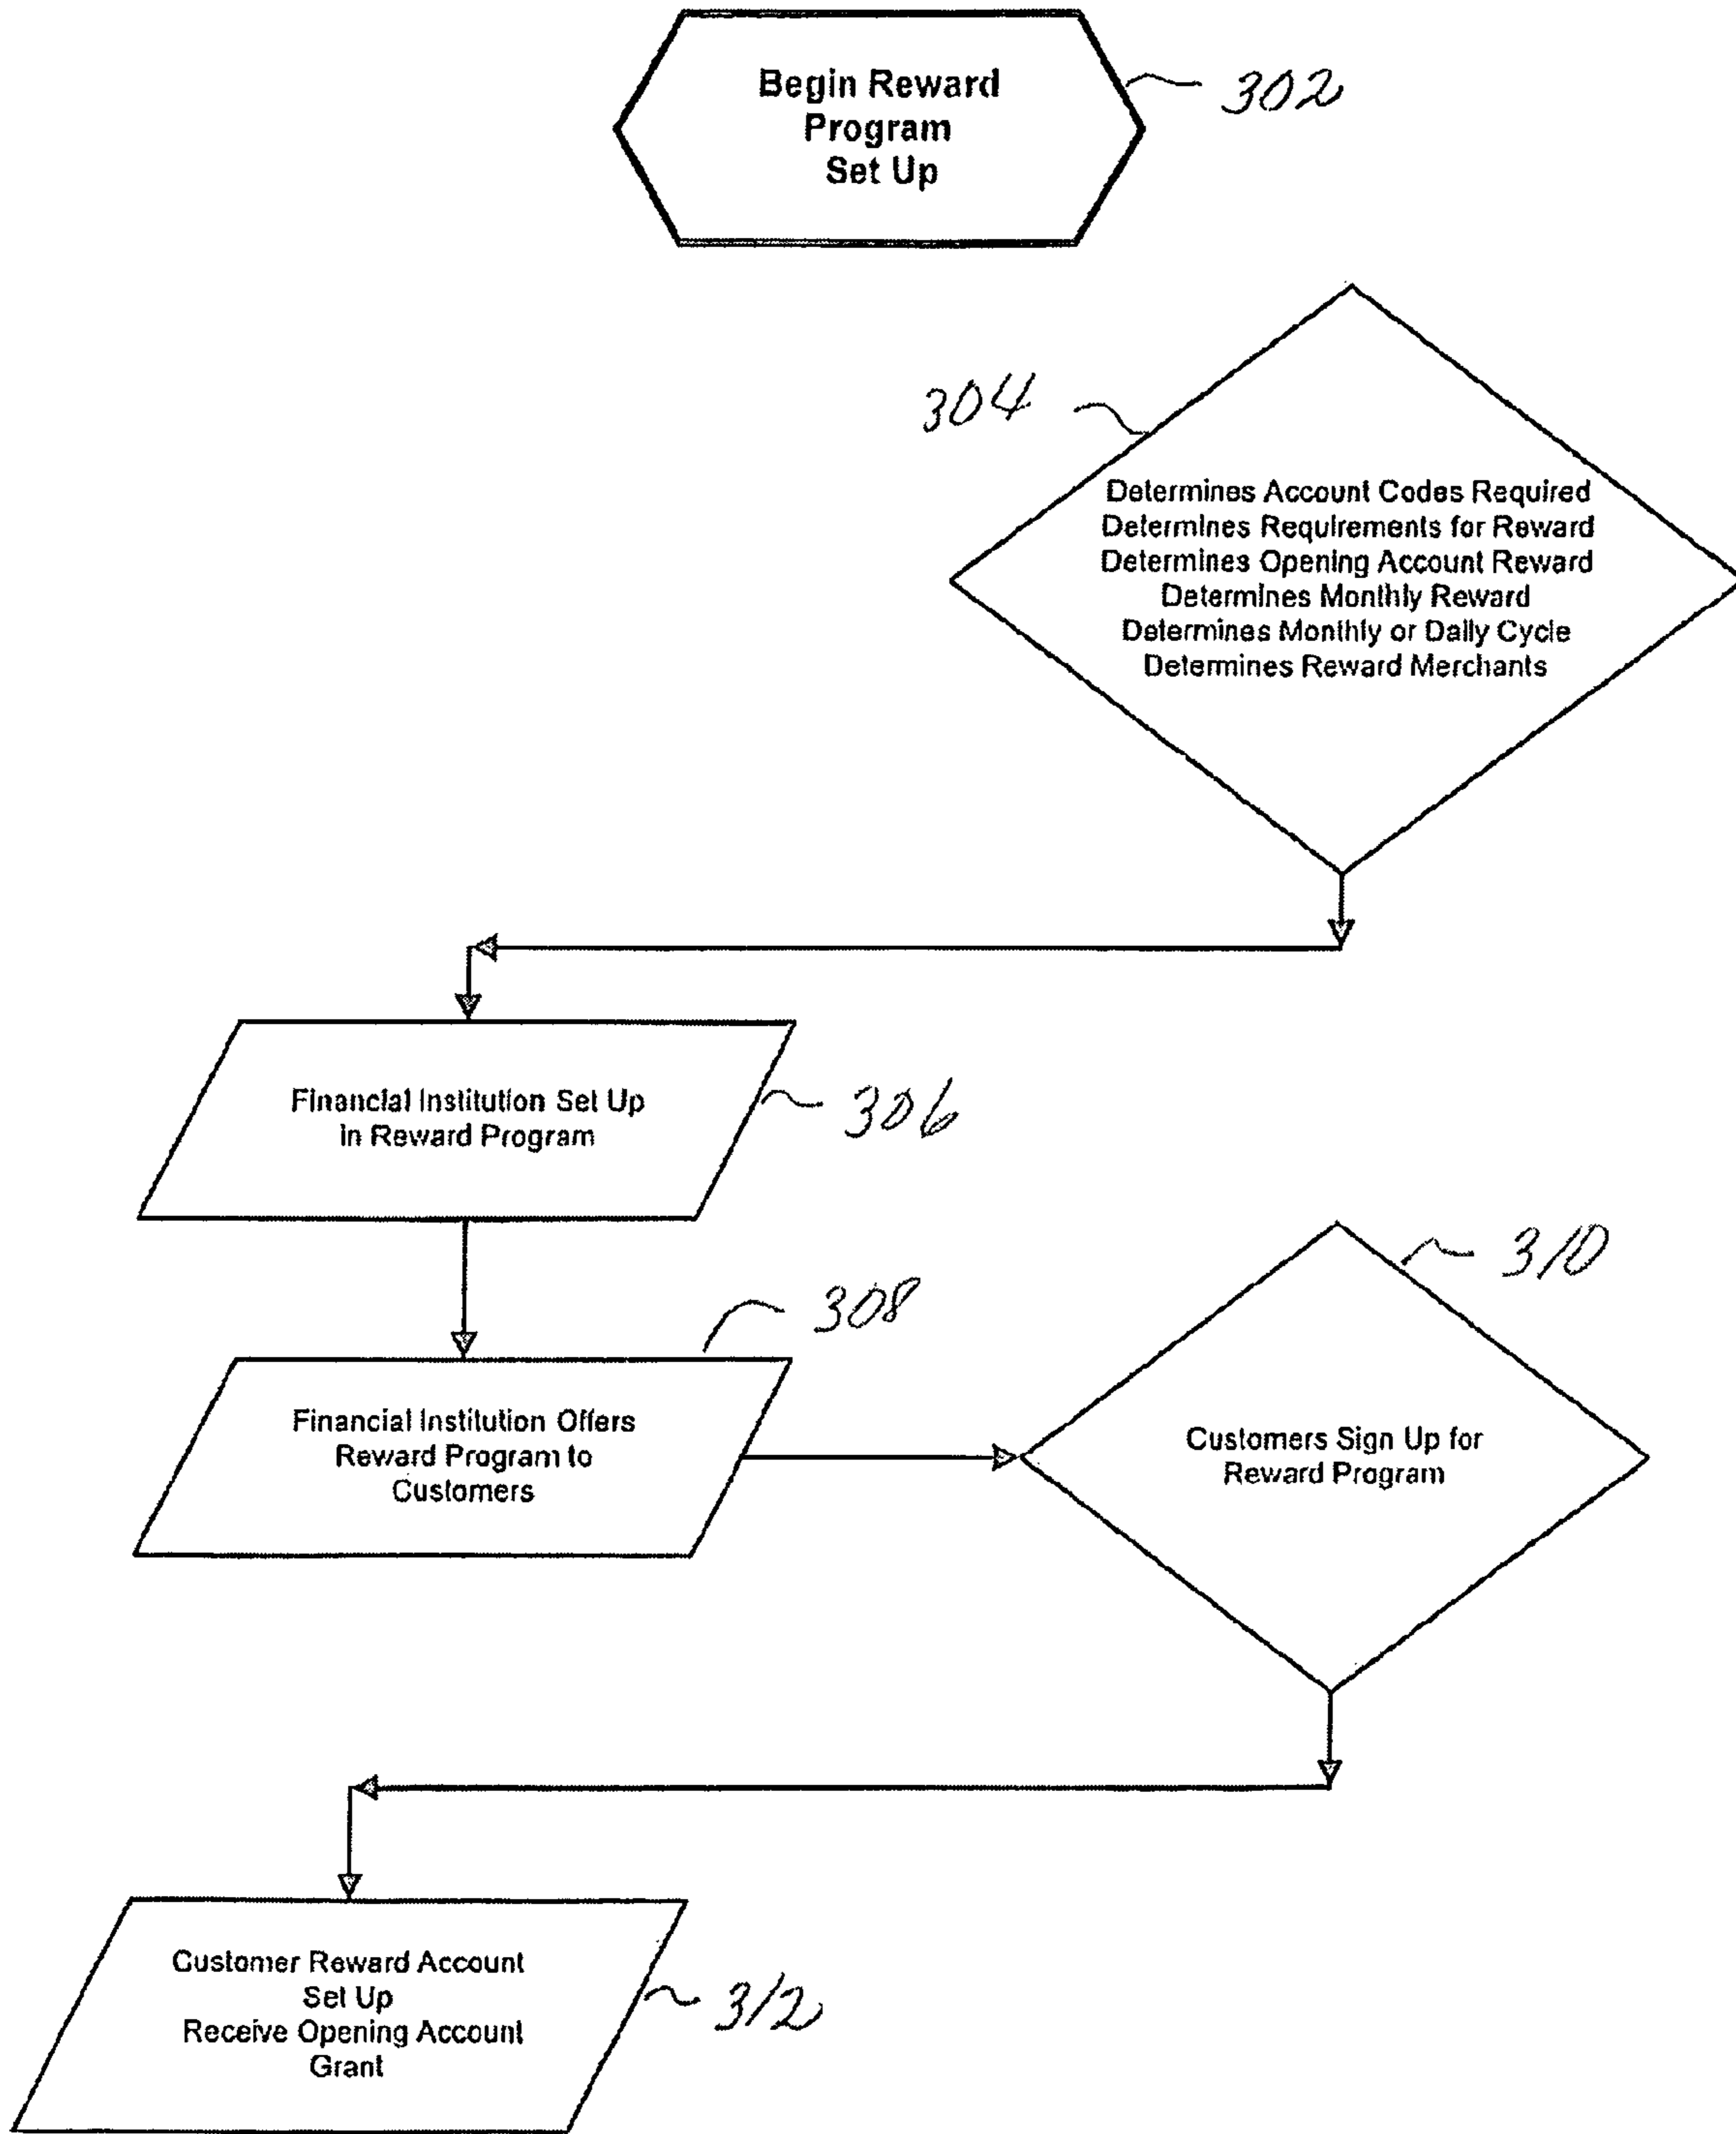 Begin Reward
Program
Set Up
302
304
Determines Account Codes Required
Determines Requirements for Reward
Determines Opening Account Reward
Determines Monthly Reward
Determines Monthly or Daily Cycle
Determines Reward Merchants
Financial Institution Set Up
in Reward Program
306
308
Financial Institution Offers
Reward Program to
Customers
310
Customers Sign Up for
Reward Program
Customer Reward Account
Set Up
Receive Opening Account
Grant
312